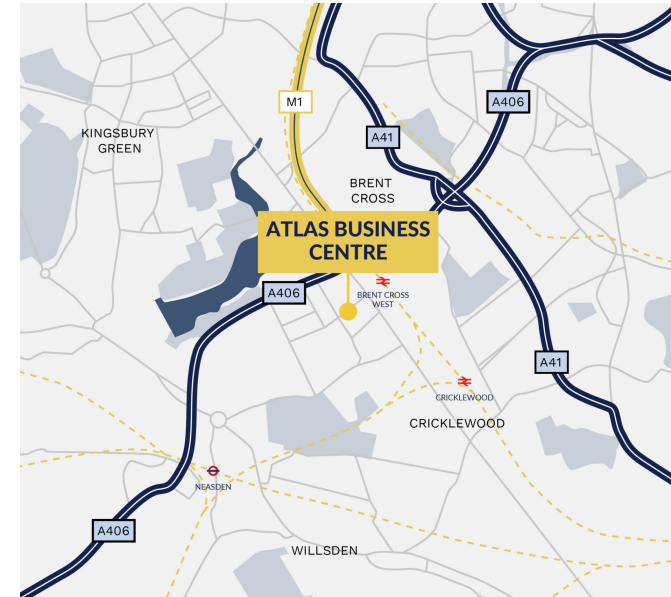 M1
A406
A41
KINGSBURY
GREEN
BRENT
CROSS
ATLAS BUSINESS
CENTRE
A406
BRENT CROSS
WEST
A41
CRICKLEWOOD
CRICKLEWOOD
NEASDEN
A406
WILLSDEN